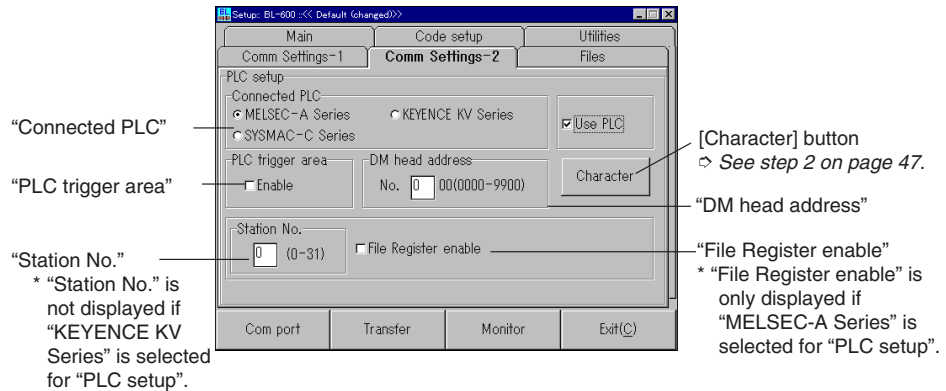 Setup:: BL-600 ::<< Default (changed)>>
Main Code setup Utilities
Comm Settings-1 Comm Settings-2 Files
PLC setup
Connected PLC
MELSEC-A Series KEYENCE KV Series
SYSMAC-C Series
Use PLC
PLC trigger area
Enable
DM head address
No. 0 00(0000-9900)
Character
Station No.
0 (0-31)
File Register enable
Com port Transfer Monitor Exit(C)
“Connected PLC”
“PLC trigger area”
“Station No.”
* “Station No.” is
not displayed if
“KEYENCE KV
Series” is selected
for “PLC setup”.
[Character] button
➩ See step 2 on page 47.
“DM head address”
“File Register enable”
* “File Register enable” is
only displayed if
“MELSEC-A Series” is
selected for “PLC setup”.